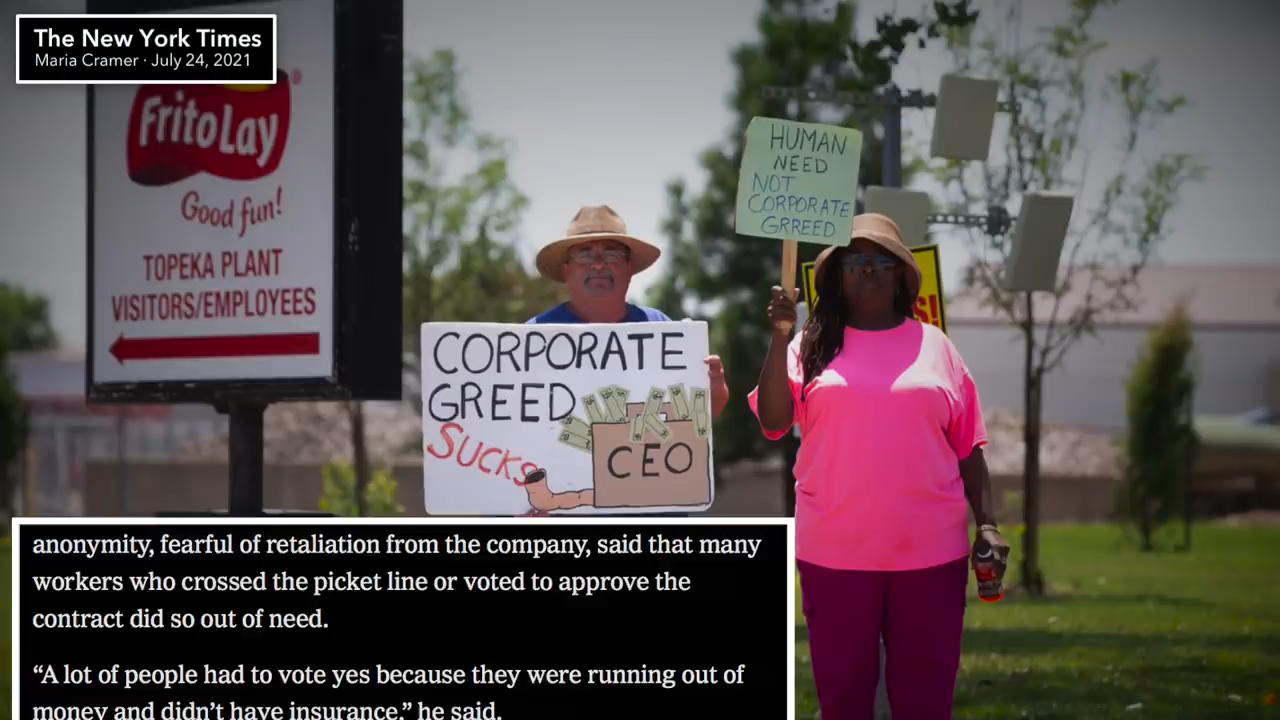 The New York Times
Maria Cramer · July 24, 2021
FritoLay
®
Good fun!
TOPEKA PLANT
VISITORS/EMPLOYEES
HUMAN
NEED
NOT
CORPORATE
GRREED
S!
CORPORATE
GREED
SUCKS
CEO
anonymity, fearful of retaliation from the company, said that many
workers who crossed the picket line or voted to approve the
contract did so out of need.
“A lot of people had to vote yes because they were running out of
money and didn’t have insurance,” he said.